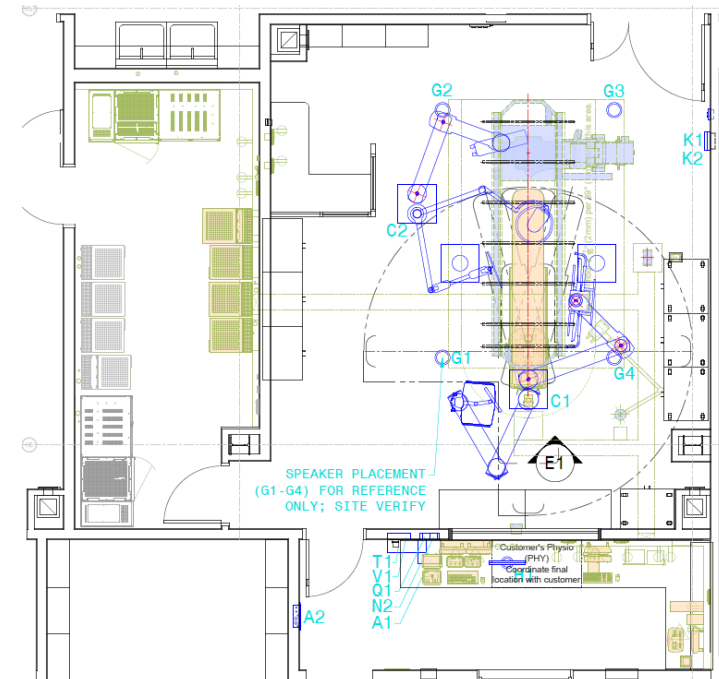 G2
G3
K1
K2
C2
G1
G4
C1
E1
SPEAKER PLACEMENT
(G1-G4) FOR REFERENCE
ONLY; SITE VERIFY
T1
V1
Q1
N2
A1
A2
Customer's Physio
(PHY)
Coordinate final
location with customer